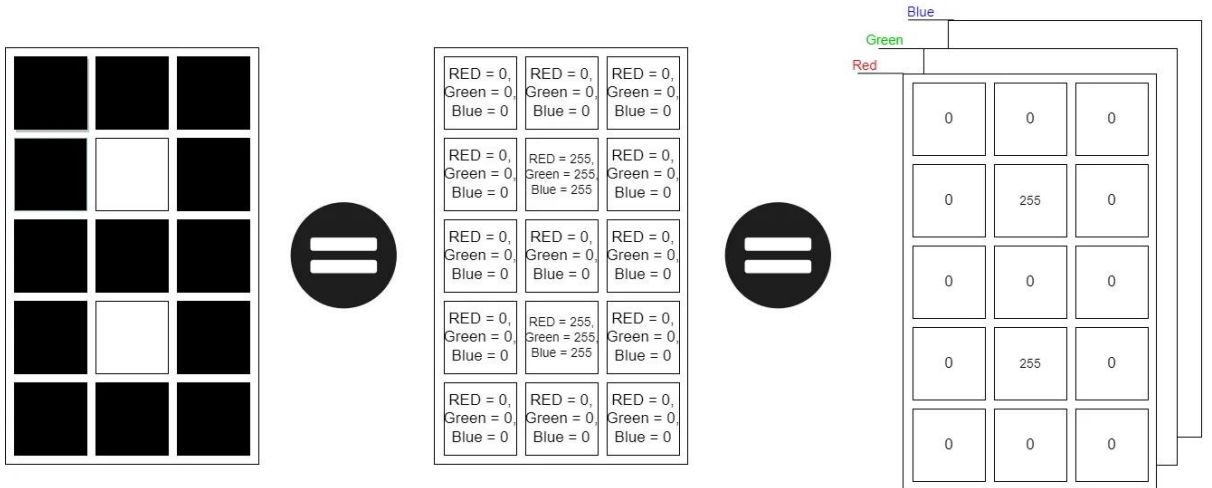 Blue
Green
Red
RED = 0, RED = 0, RED = 0,
Green = 0, Green = 0, Green = 0,
Blue = 0 Blue = 0 Blue = 0
RED = 0, RED = 255, RED = 0,
Green = 0, Green = 255, Green = 0,
Blue = 0 Blue = 255 Blue = 0
RED = 0, RED = 0, RED = 0,
Green = 0, Green = 0, Green = 0,
Blue = 0 Blue = 0 Blue = 0
RED = 0, RED = 255, RED = 0,
Green = 0, Green = 255, Green = 0,
Blue = 0 Blue = 255 Blue = 0
RED = 0, RED = 0, RED = 0,
Green = 0, Green = 0, Green = 0,
Blue = 0 Blue = 0 Blue = 0
0 0 0
0 255 0
0 0 0
0 255 0
0 0 0